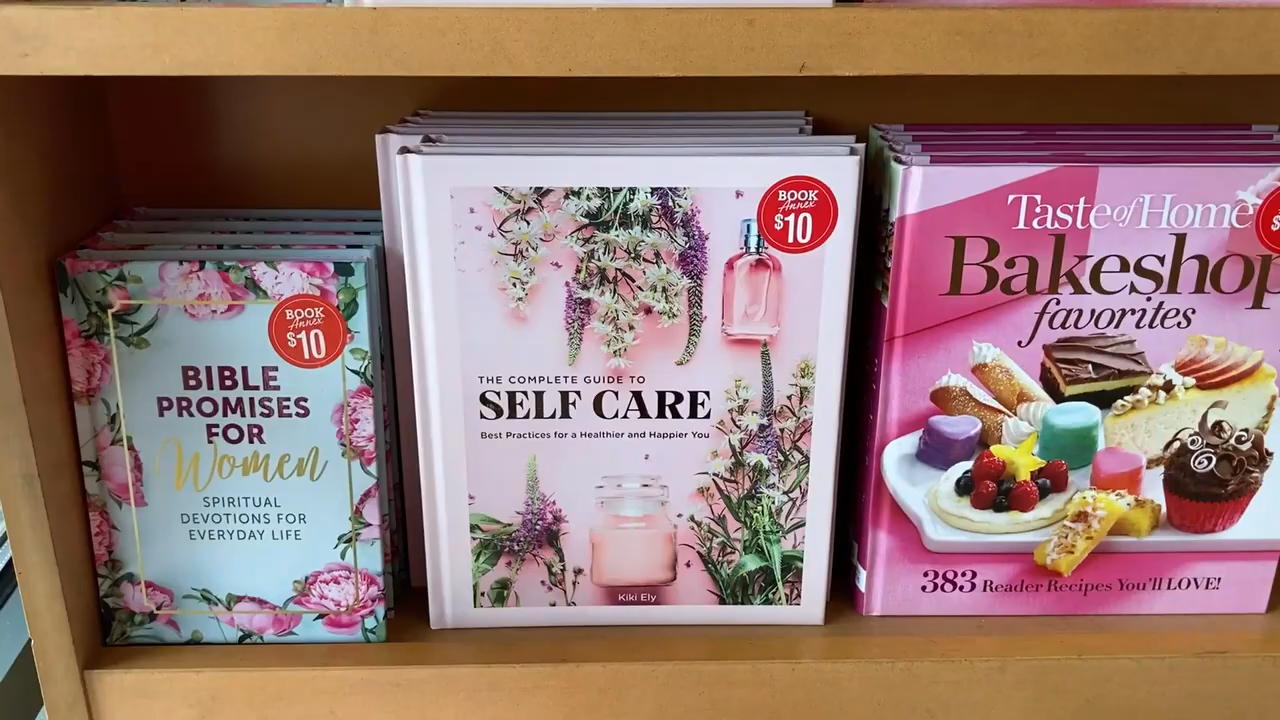 BOOK
Annex
$10
BIBLE
PROMISES
FOR
Women
SPIRITUAL
DEVOTIONS FOR
EVERYDAY LIFE
BOOK
Annex
$10
THE COMPLETE GUIDE TO
SELF CARE
Best Practices for a Healthier and Happier You
Kiki Ely
Taste of Home
$
Bakeshop
favorites
383 Reader Recipes You'll LOVE!